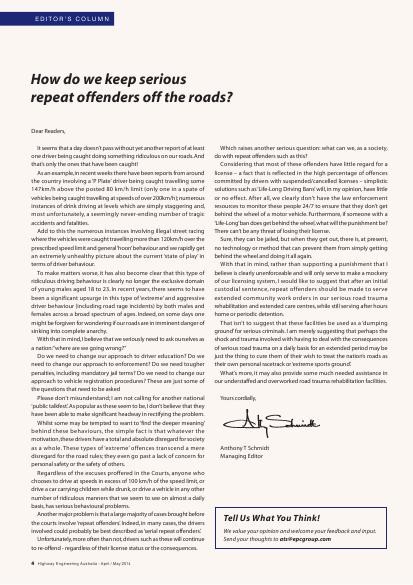 EDITOR'S COLUMN
How do we keep serious
repeat offenders off the roads?
Dear Readers,
It seems that a day doesn't pass without yet another report of at least
one driver being caught doing something ridiculous on our roads. And
that's only the ones that have been caught!
As an example, in recent weeks there have been reports from around
the country involving a 'P Plate' driver being caught travelling some
147km/h above the posted 80 km/h limit (only one in a spate of
vehicles being caught travelling at speeds of over 200km/h); numerous
instances of drink driving at levels which are simply staggering and,
most unfortunately, a seemingly never-ending number of tragic
accidents and fatalities.
Add to this the numerous instances involving illegal street racing
where the vehicles were caught travelling more than 120km/h over the
prescribed speed limit and general 'hoon' behaviour and we rapidly get
an extremely unhealthy picture about the current 'state of play' in
terms of driver behaviour.
To make matters worse, it has also become clear that this type of
ridiculous driving behaviour is clearly no longer the exclusive domain
of young males aged 18 to 23. In recent years, there seems to have
been a significant upsurge in this type of 'extreme' and aggressive
driver behaviour (including road rage incidents) by both males and
females across a broad spectrum of ages. Indeed, on some days one
might be forgiven for wondering if our roads are in imminent danger of
sinking into complete anarchy.
With that in mind, I believe that we seriously need to ask ourselves as
a nation:"where are we going wrong?"
Do we need to change our approach to driver education? Do we
need to change our approach to enforcement? Do we need tougher
penalties, including mandatory jail terms? Do we need to change our
approach to vehicle registration procedures? These are just some of
the questions that need to be asked
Please don't misunderstand; I am not calling for another national
'public talkfest'. As popular as these seem to be, I don't believe that they
have been able to make significant headway in rectifying the problem.
Whilst some may be tempted to want to 'find the deeper meaning'
behind these behaviours, the simple fact is that whatever the
motivation, these drivers have a total and absolute disregard for society
as a whole. These types of 'extreme' offences transcend a mere
disregard for the road rules; they even go past a lack of concern for
personal safety or the safety of others.
Regardless of the excuses proffered in the Courts, anyone who
chooses to drive at speeds in excess of 100 km/h of the speed limit, or
drive a car carrying children while drunk, or drive a vehicle in any other
number of ridiculous manners that we seem to see on almost a daily
basis, has serious behavioural problems.
Another major problem is that a large majority of cases brought before
the courts involve 'repeat offenders'. Indeed, in many cases, the drivers
involved could probably be best described as 'serial repeat offenders'.
Unfortunately, more often than not, drivers such as these will continue
to re-offend - regardless of their license status or the consequences.
Which raises another serious question: what can we, as a society,
do with repeat offenders such as this?
Considering that most of these offenders have little regard for a
license – a fact that is reflected in the high percentage of offences
committed by drivers with suspended/cancelled licenses – simplistic
solutions such as 'Life-Long Driving Bans' will, in my opinion, have little
or no effect. After all, we clearly don't have the law enforcement
resources to monitor these people 24/7 to ensure that they don't get
behind the wheel of a motor vehicle. Furthermore, if someone with a
'Life-Long' ban does get behind the wheel, what will the punishment be?
There can't be any threat of losing their license.
Sure, they can be jailed, but when they get out, there is, at present,
no technology or method that can prevent them from simply getting
behind the wheel and doing it all again.
With that in mind, rather than supporting a punishment that I
believe is clearly unenforceable and will only serve to make a mockery
of our licensing system, I would like to suggest that after an initial
custodial sentence, repeat offenders should be made to serve
extended community work orders in our serious road trauma
rehabilitation and extended care centres, while still serving after hours
home or periodic detention.
That isn't to suggest that these facilities be used as a 'dumping
ground' for serious criminals. I am merely suggesting that perhaps the
shock and trauma involved with having to deal with the consequences
of serious road trauma on a daily basis for an extended period may be
just the thing to cure them of their wish to treat the nation's roads as
their own personal racetrack or 'extreme sports ground'.
What's more, it may also provide some much needed assistance in
our understaffed and overworked road trauma rehabilitation facilities.
Yours cordially,
Anthony T Schmidt
Managing Editor
Tell Us What You Think!
We value your opinion and welcome your feedback and input.
Send your thoughts to ats@epcgroup.com
4 Highway Engineering Australia - April / May 2014